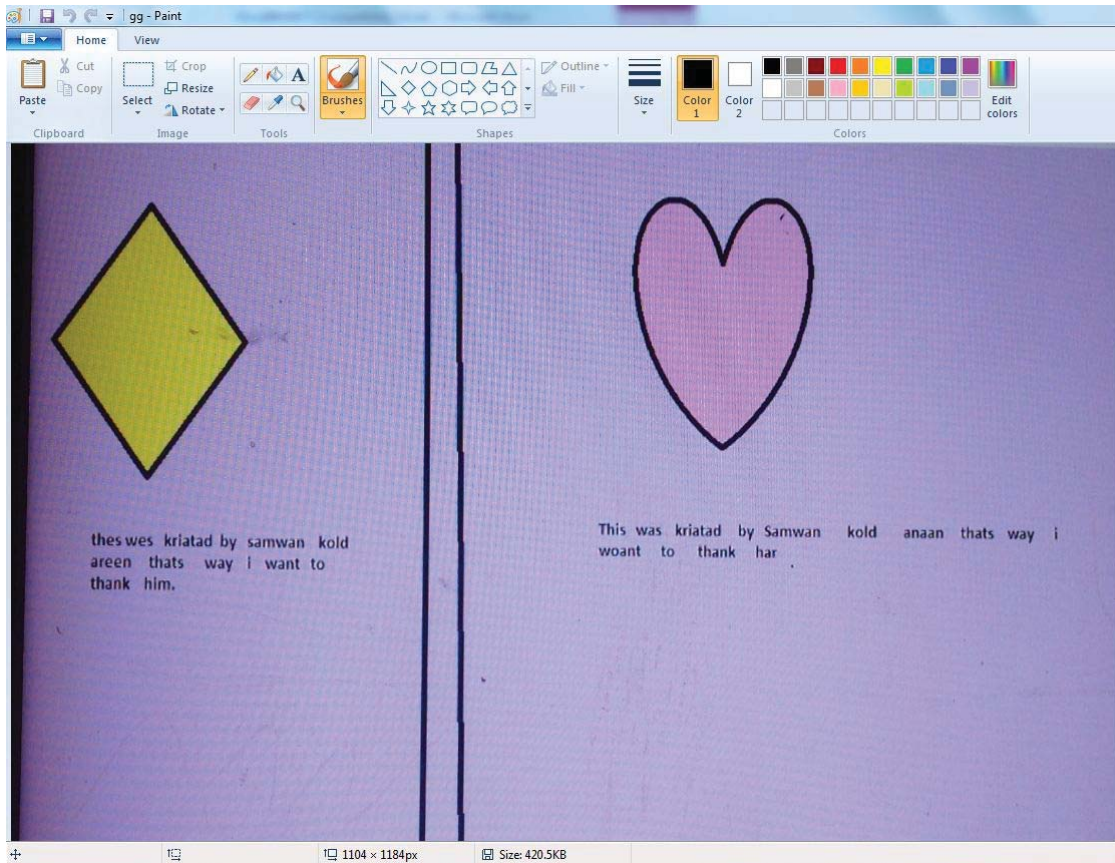 gg - Paint
Home View
Cut
Copy
Paste
Clipboard
Select
Crop
Resize
Rotate
Image
A
Tools
Brushes
Shapes
Outline
Fill
Size
Color 1
Color 2
Edit colors
Colors
thes wes kriatad by samwan kold
areen thats way i want to
thank him.
This was kriatad by Samwan kold anaan thats way i
woant to thank har
1104 × 1184px
Size: 420.5KB